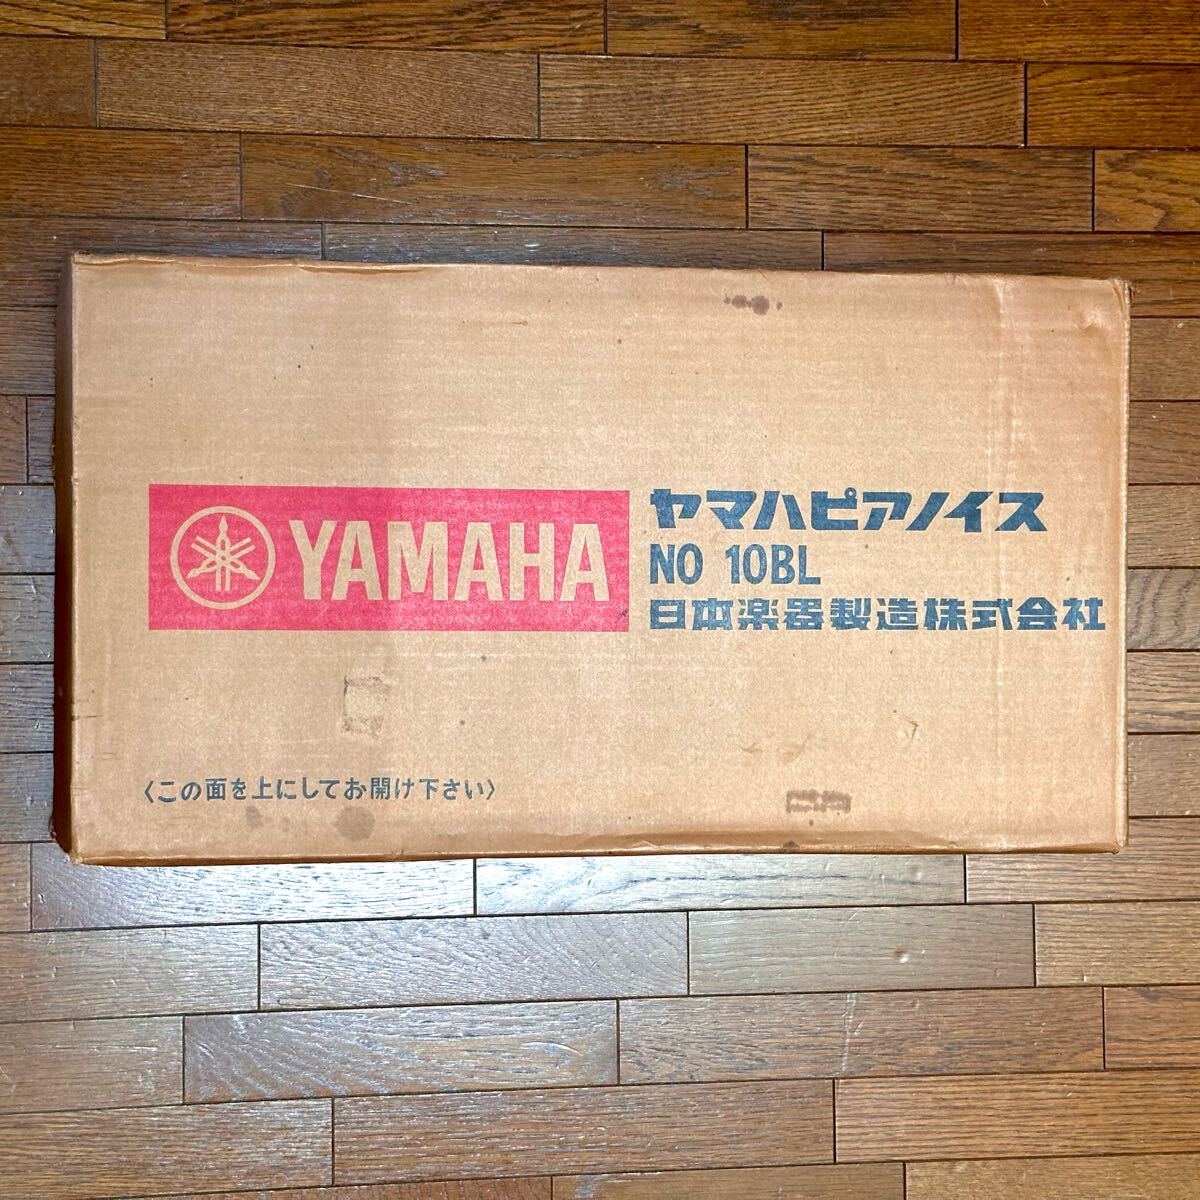 YAMAHA
ヤマハピアノイス
NO 10BL
日本楽器製造株式会社
〈この面を上にしてお開け下さい〉